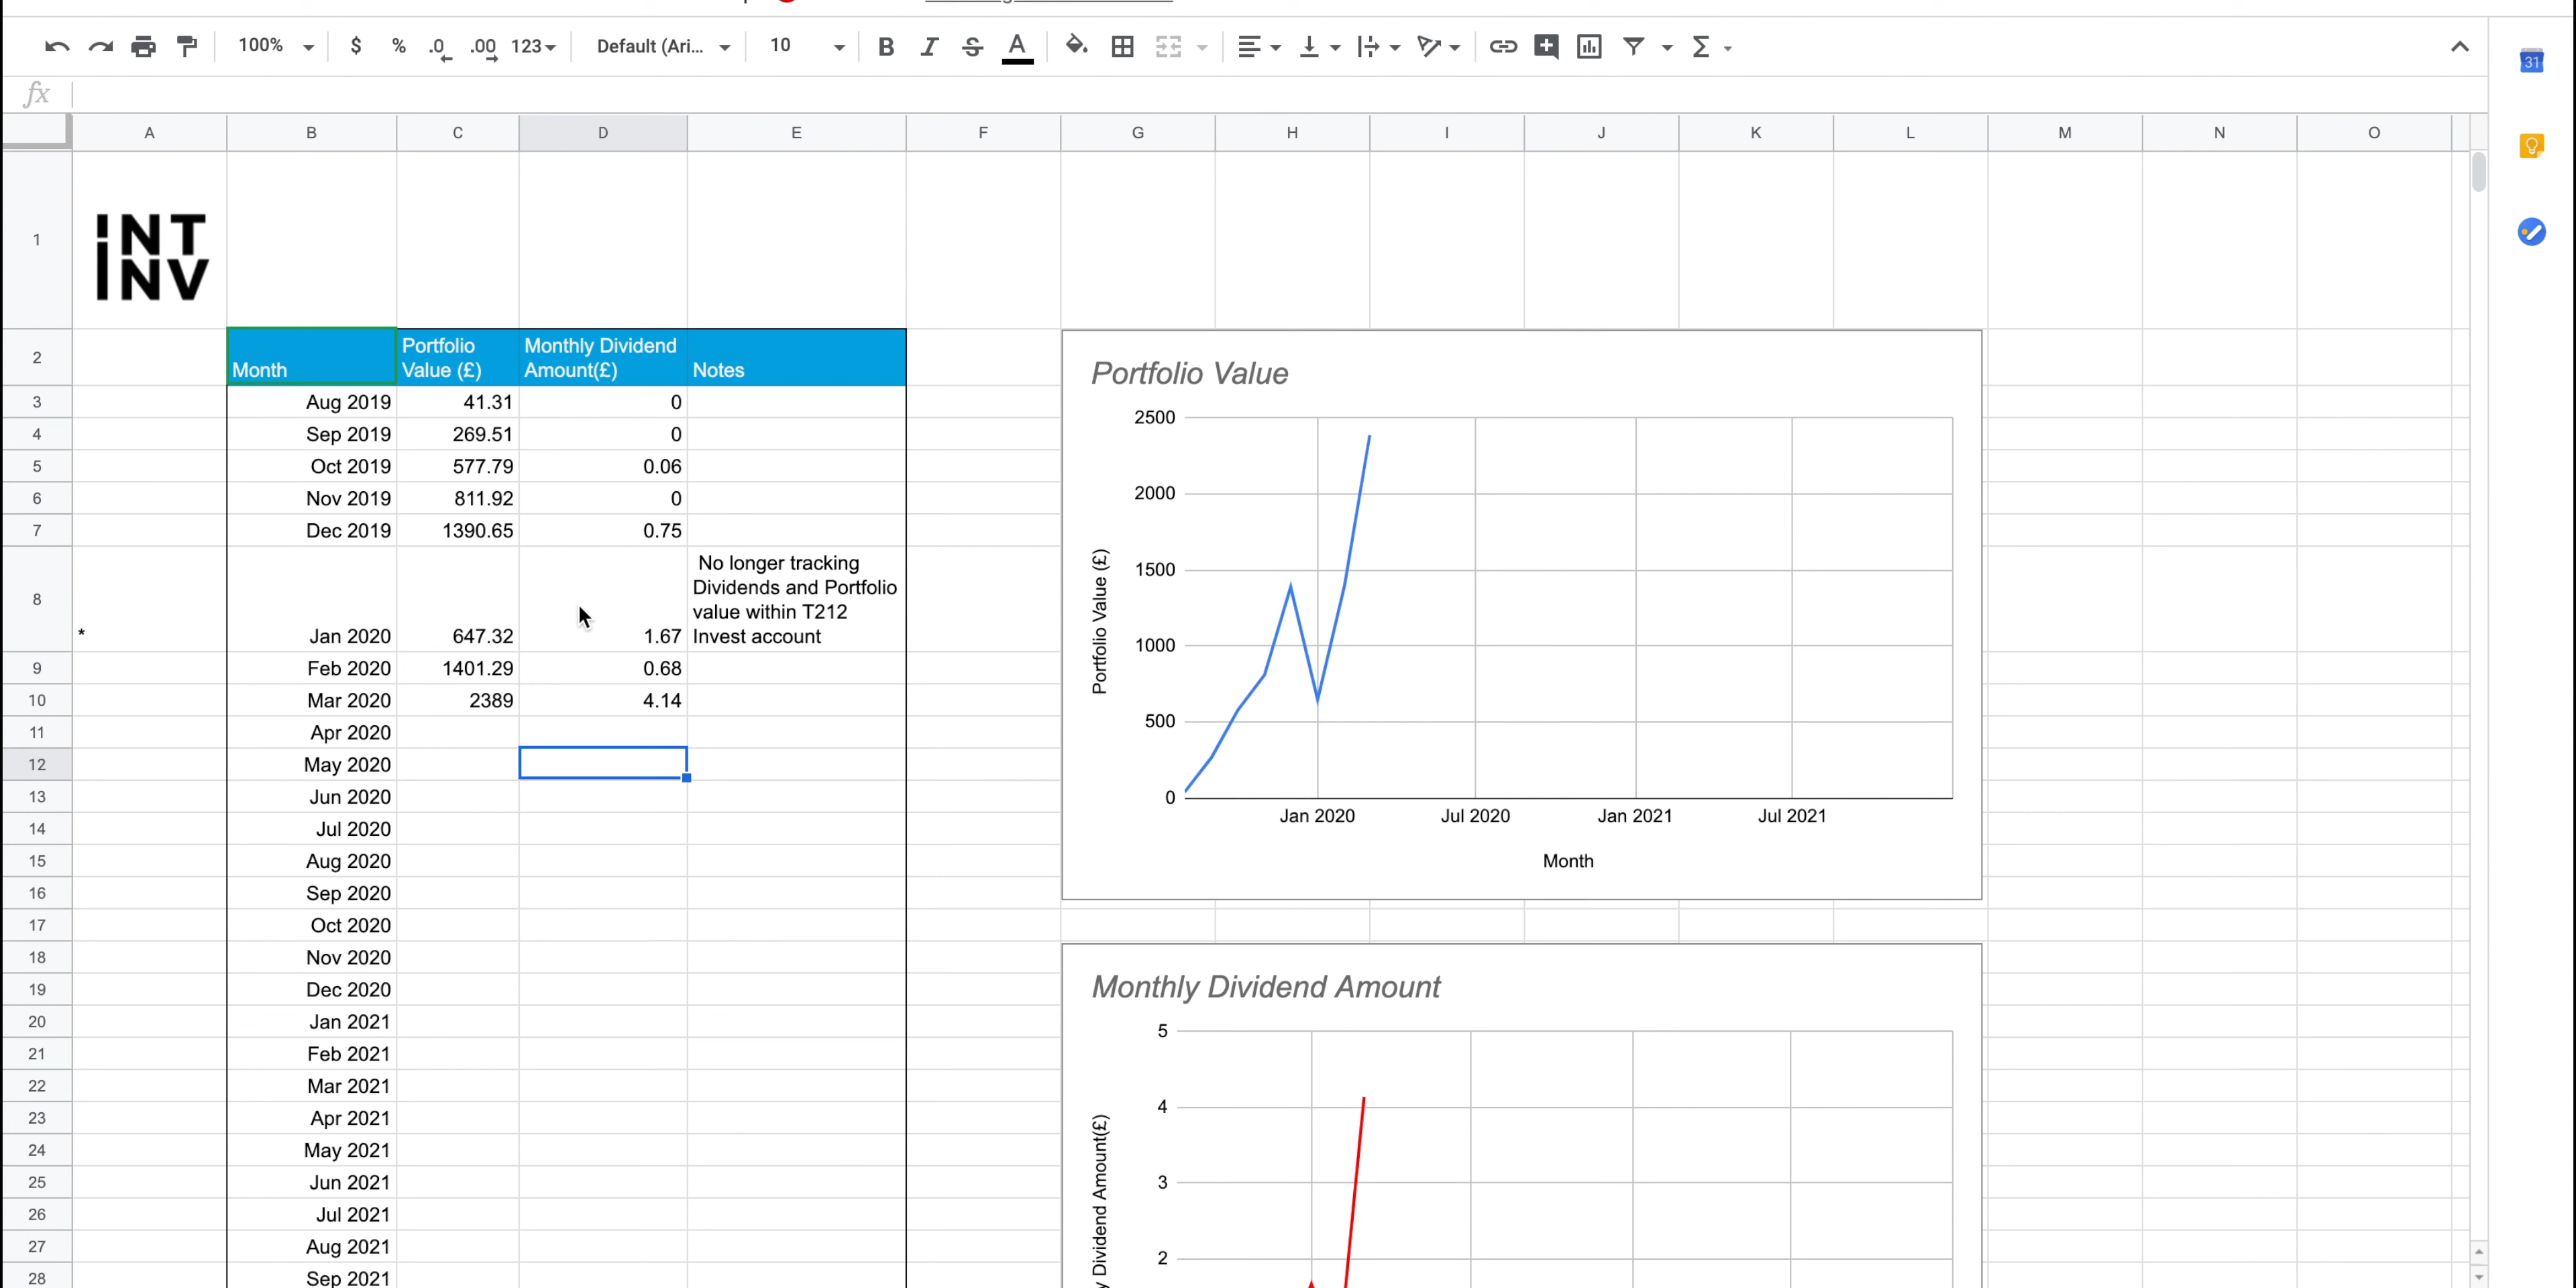 100% $ % .0 .00 123 Default (Ari... 10 B I S A Σ
31
fx
A B C D E F G H I J K L M N O
1
INT
INV
2 Month Portfolio Value (£) Monthly Dividend Amount(£) Notes
3 Aug 2019 41.31 0
4 Sep 2019 269.51 0
5 Oct 2019 577.79 0.06
6 Nov 2019 811.92 0
7 Dec 2019 1390.65 0.75
8 * Jan 2020 647.32 1.67 No longer tracking Dividends and Portfolio value within T212 Invest account
9 Feb 2020 1401.29 0.68
10 Mar 2020 2389 4.14
11 Apr 2020
12 May 2020
13 Jun 2020
14 Jul 2020
15 Aug 2020
16 Sep 2020
17 Oct 2020
18 Nov 2020
19 Dec 2020
20 Jan 2021
21 Feb 2021
22 Mar 2021
23 Apr 2021
24 May 2021
25 Jun 2021
26 Jul 2021
27 Aug 2021
28 Sep 2021
Portfolio Value
Portfolio Value (£)
2500
2000
1500
1000
500
0
Jan 2020 Jul 2020 Jan 2021 Jul 2021
Month
Monthly Dividend Amount
Dividend Amount(£)
5
4
3
2